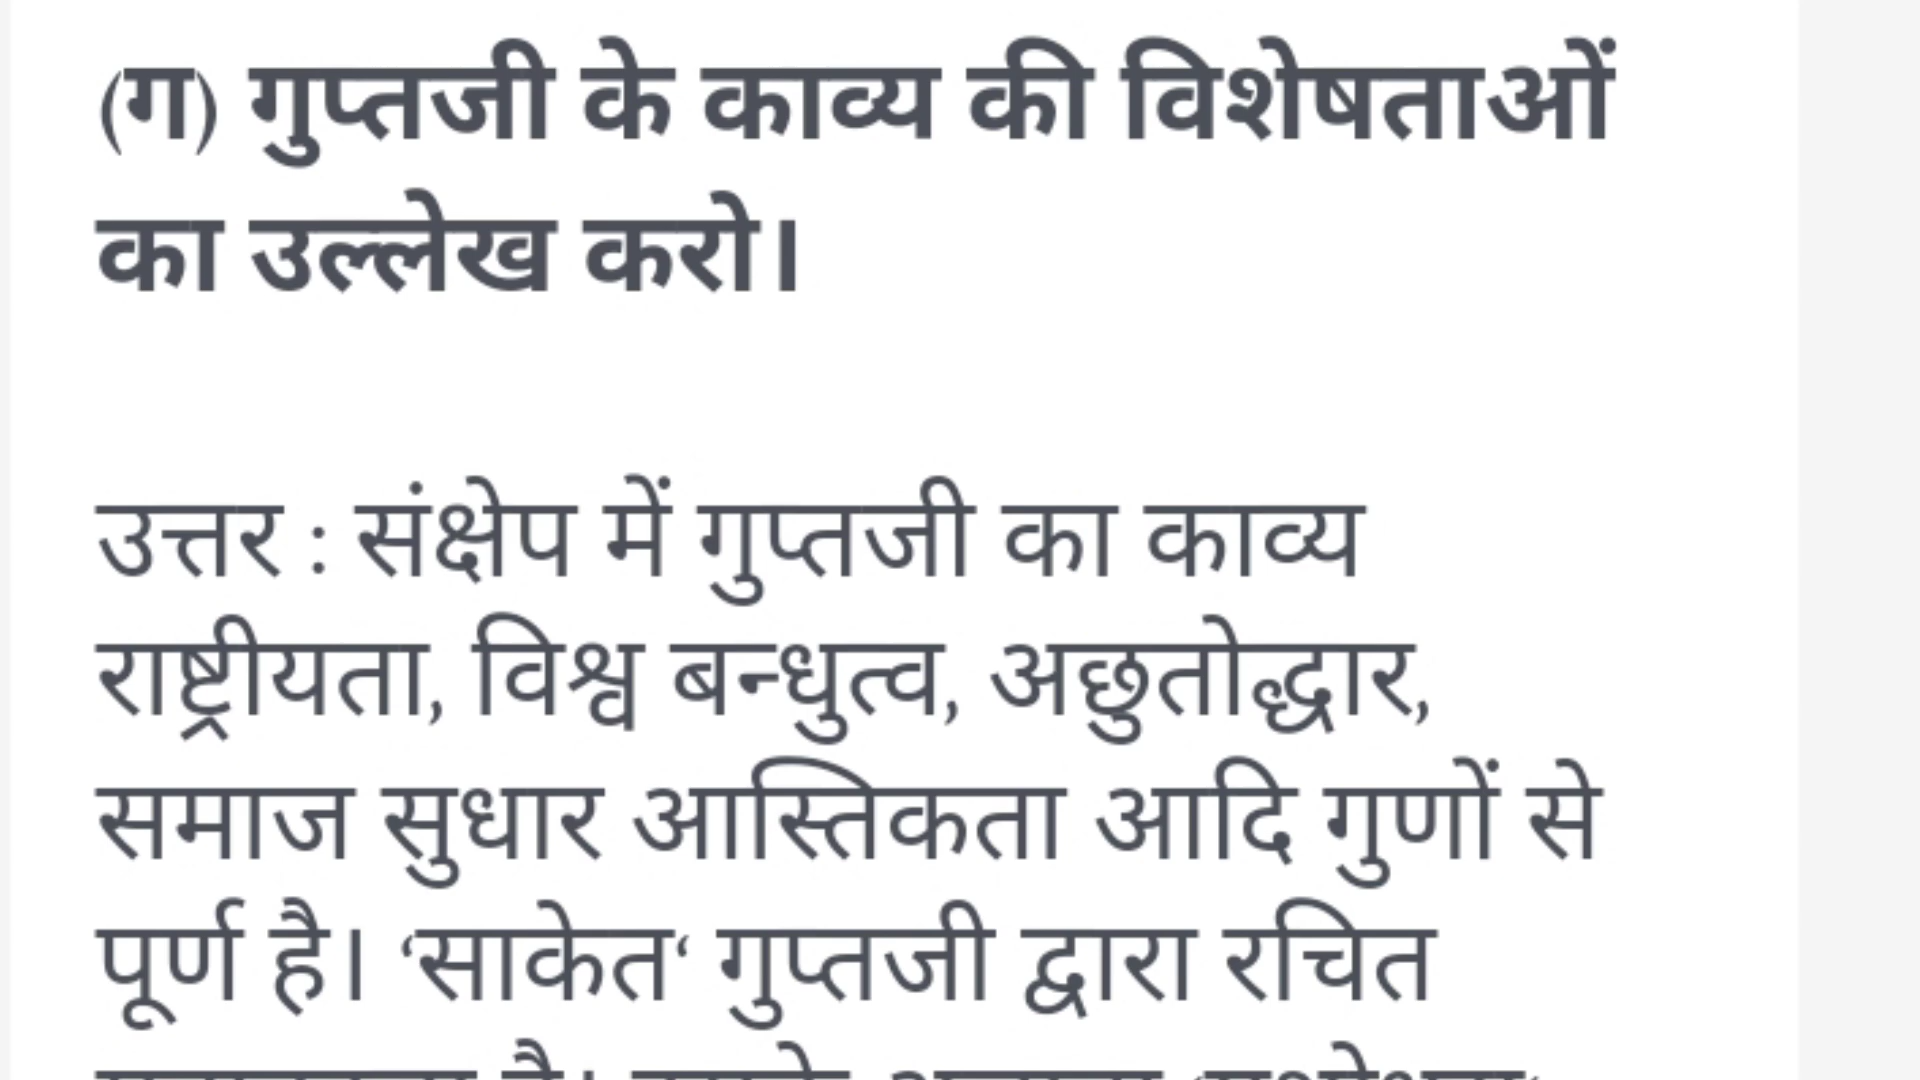 (ग) गुप्तजी के काव्य की विशेषताओं
का उल्लेख करो।
उत्तर : संक्षेप में गुप्तजी का काव्य
राष्ट्रीयता, विश्व बन्धुत्व, अछुतोद्धार,
समाज सुधार आस्तिकता आदि गुणों से
पूर्ण है। ‘साकेत‘ गुप्तजी द्वारा रचित